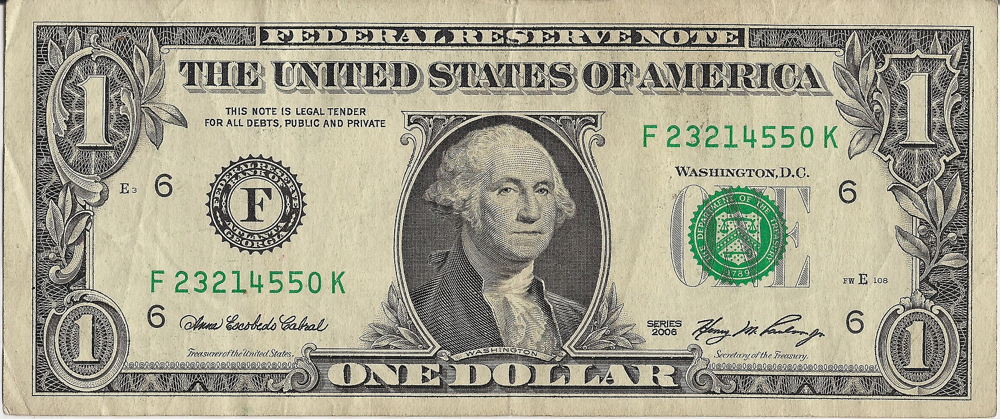 FEDERAL RESERVE NOTE
THE UNITED STATES OF AMERICA
1
1
THIS NOTE IS LEGAL TENDER
FOR ALL DEBTS, PUBLIC AND PRIVATE
F 23214550 K
WASHINGTON, D.C.
E3
6
FEDERAL RESERVE
BANK OF
F
ATLANTA
GEORGIA
6
ONE
THE DEPARTMENT OF THE TREASURY
1789
FW E 108
F 23214550 K
6
Anna Escobedo Cabral
Treasurer of the United States.
SERIES
2006
Henry M. Paulson Jr
Secretary of the Treasury.
6
1
WASHINGTON
1
ONE DOLLAR